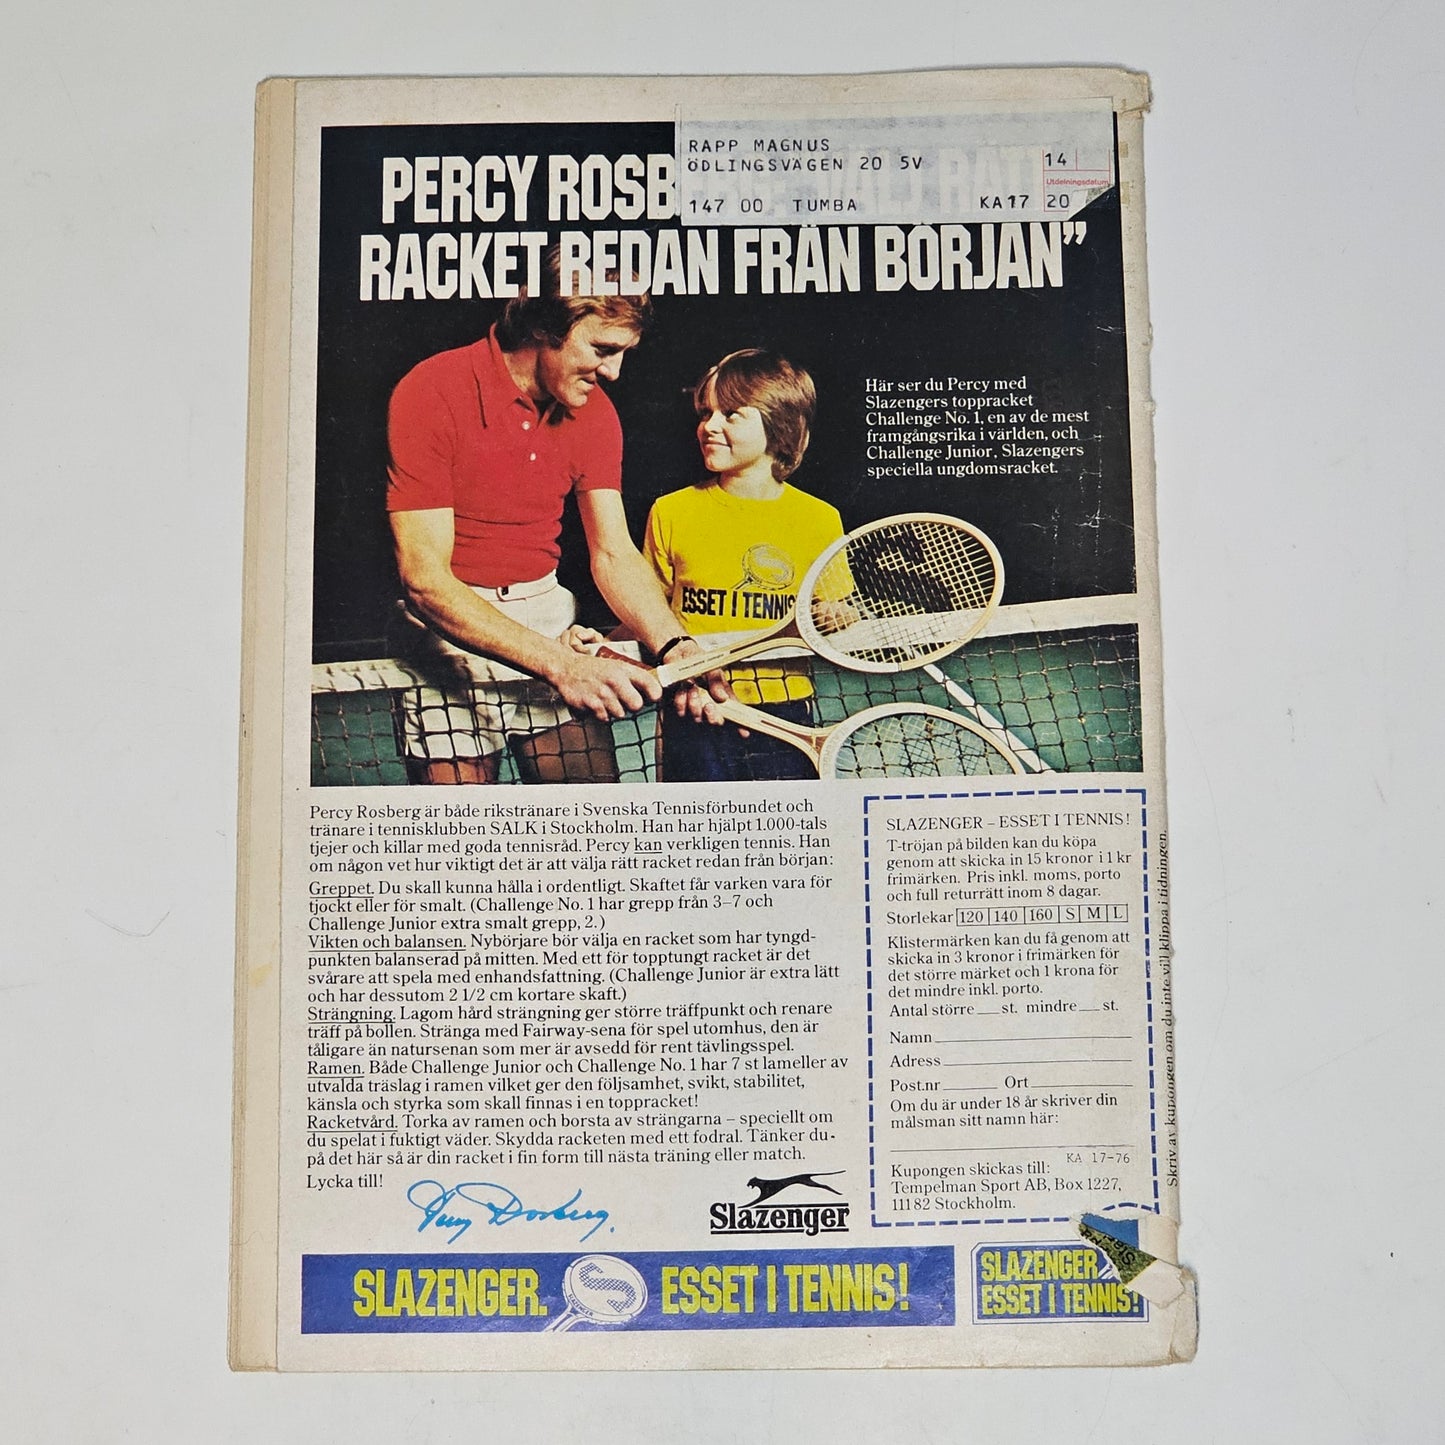 RAPP MAGNUS
ÖDLINGSVÄGEN 20 5V
14
Utdelningsdatum
147 00 TUMBA KA17 20
PERCY ROSB
RACKET REDAN FRÅN BÖRJAN”
Här ser du Percy med
Slazengers toppracket
Challenge No. 1, en av de mest
framgångsrika i världen, och
Challenge Junior, Slazengers
speciella ungdomsracket.
ESSET I TENNIS
Percy Rosberg är både rikstränare i Svenska Tennisförbundet och
tränare i tennisklubben SALK i Stockholm. Han har hjälpt 1.000-tals
tjejer och killar med goda tennisråd. Percy kan verkligen tennis. Han
om någon vet hur viktigt det är att välja rätt racket redan från början:
Greppet. Du skall kunna hålla i ordentligt. Skaftet får varken vara för
tjockt eller för smalt. (Challenge No. 1 har grepp från 3–7 och
Challenge Junior extra smalt grepp, 2.)
Vikten och balansen. Nybörjare bör välja en racket som har tyngd-
punkten balanserad på mitten. Med ett för topptungt racket är det
svårare att spela med enhandsfattning. (Challenge Junior är extra lätt
och har dessutom 2 1/2 cm kortare skaft.)
Strängning. Lagom hård strängning ger större träffpunkt och renare
träff på bollen. Stränga med Fairway-sena för spel utomhus, den är
tåligare än natursenan som mer är avsedd för rent tävlingsspel.
Ramen. Både Challenge Junior och Challenge No. 1 har 7 st lameller av
utvalda träslag i ramen vilket ger den följsamhet, svikt, stabilitet,
känsla och styrka som skall finnas i en toppracket!
Racketvård. Torka av ramen och borsta av strängarna – speciellt om
du spelat i fuktigt väder. Skydda racketen med ett fodral. Tänker du
på det här så är din racket i fin form till nästa träning eller match.
Lycka till!
Percy Rosberg.
Slazenger
SLAZENGER – ESSET I TENNIS!
T-tröjan på bilden kan du köpa
genom att skicka in 15 kronor i 1 kr
frimärken. Pris inkl. moms, porto
och full returrätt inom 8 dagar.
Storlekar 120 140 160 S M L
Klistermärken kan du få genom att
skicka in 3 kronor i frimärken för
det större märket och 1 krona för
det mindre inkl. porto.
Antal större ___ st. mindre ___ st.
Namn
Adress
Post.nr Ort
Om du är under 18 år skriver din
målsman sitt namn här:
KA 17-76
Kupongen skickas till:
Tempelman Sport AB, Box 1227,
111 82 Stockholm.
Skriv av kupongen om du inte vill klippa i tidningen.
SLAZENGER. ESSET I TENNIS!
SLAZENGER
ESSET I TENNIS!